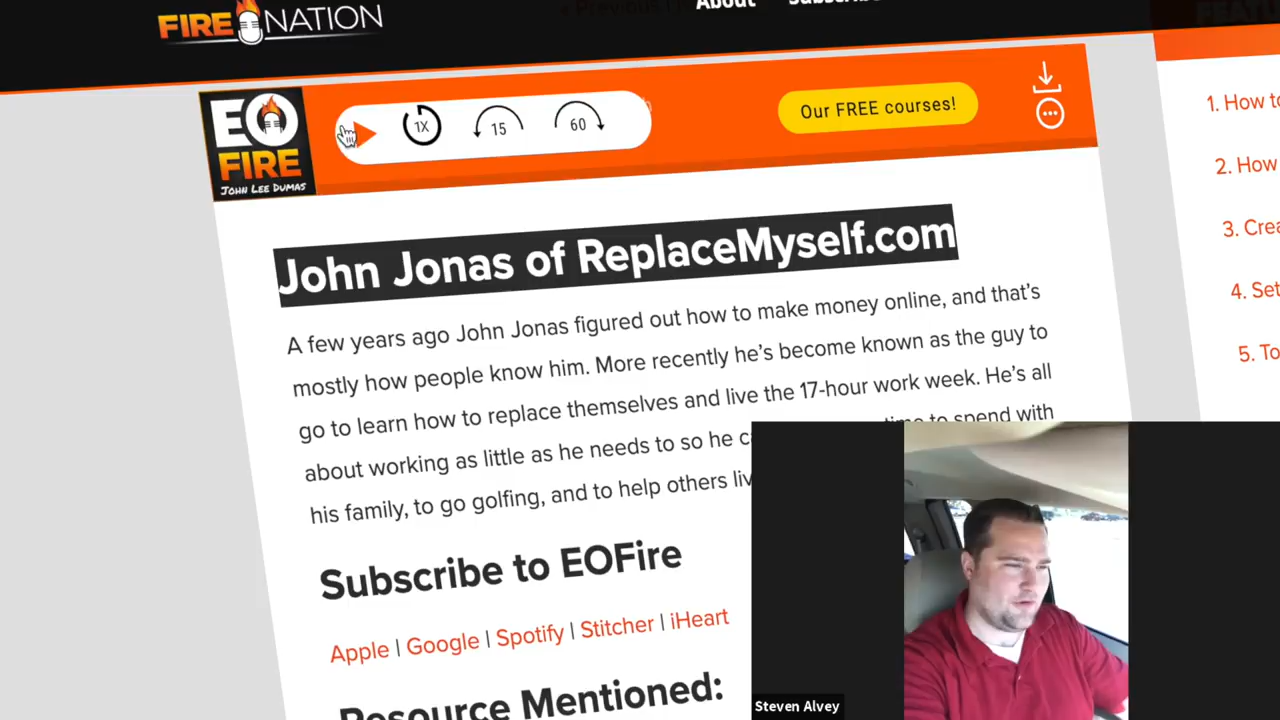 FIRE NATION
About
EO
FIRE
JOHN LEE DUMAS
1X
15
60
Our FREE courses!
John Jonas of ReplaceMyself.com
A few years ago John Jonas figured out how to make money online, and that's
mostly how people know him. More recently he's become known as the guy to
go to learn how to replace themselves and live the 17-hour work week. He's all
about working as little as he needs to so he ca time to spend with
his family, to go golfing, and to help others liv
Subscribe to EOFire
Apple | Google | Spotify | Stitcher | iHeart
Resource Mentioned:
1. How to
2. How
3. Crea
4. Set
5. To
Steven Alvey